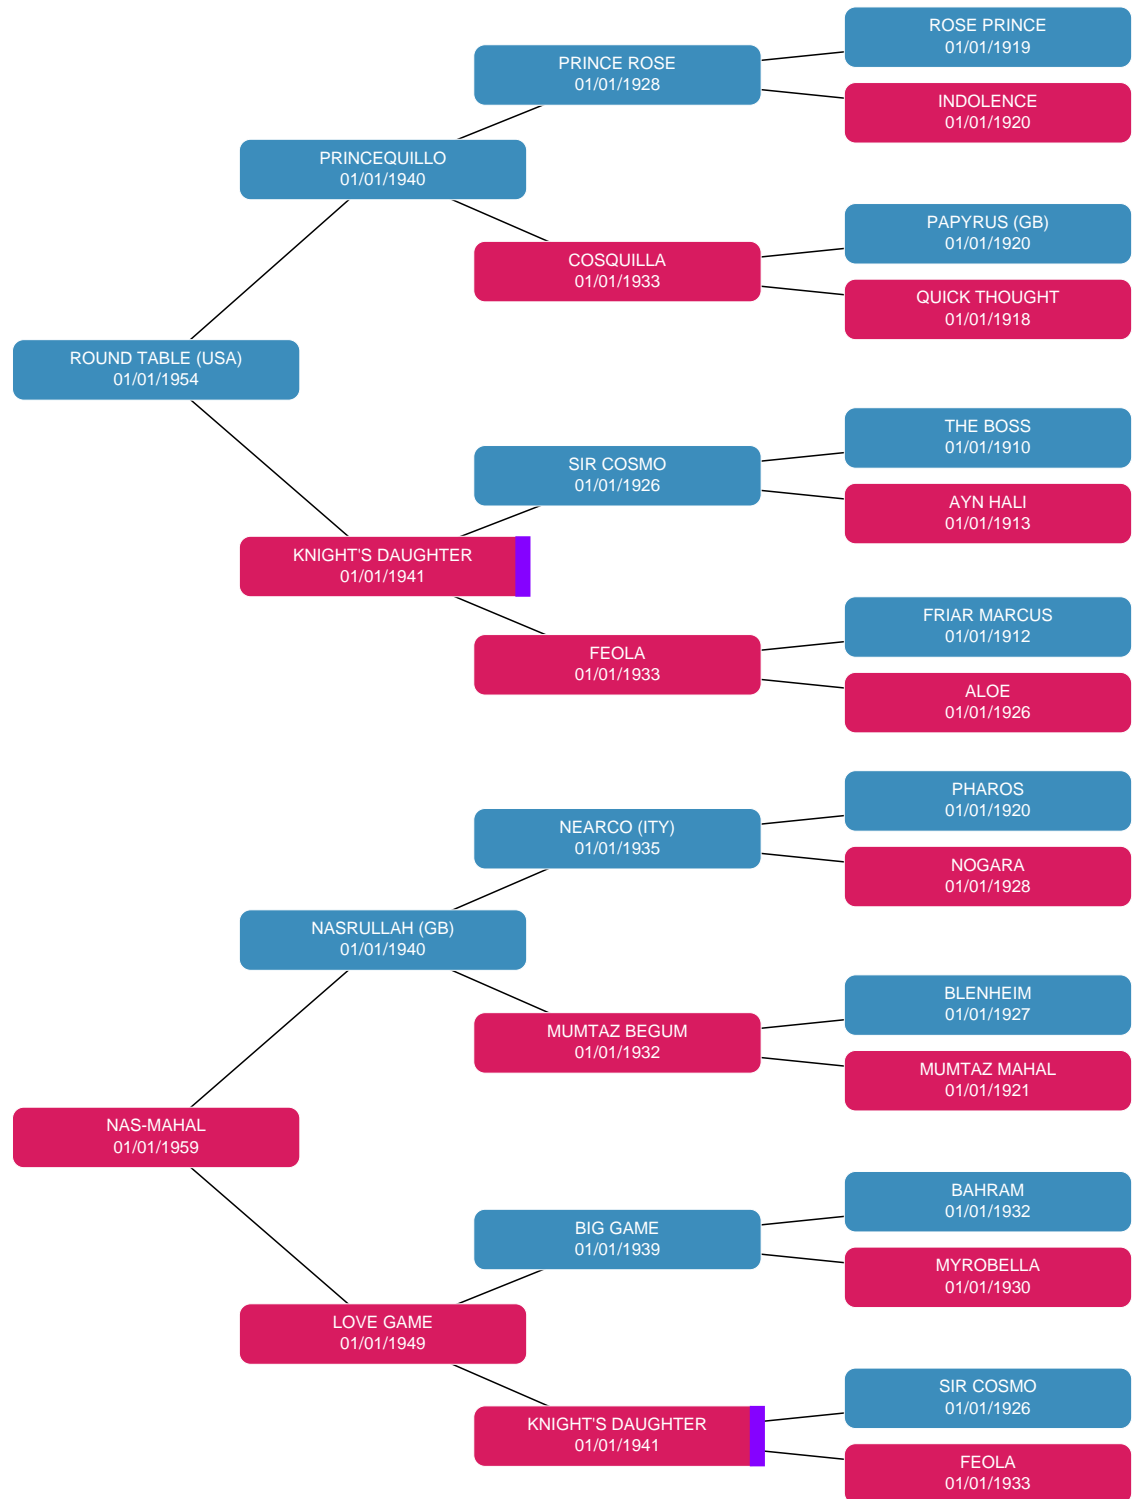 ROSE PRINCE
01/01/1919
PRINCE ROSE
01/01/1928
INDOLENCE
01/01/1920
PRINCEQUILLO
01/01/1940
PAPYRUS (GB)
01/01/1920
COSQUILLA
01/01/1933
QUICK THOUGHT
01/01/1918
ROUND TABLE (USA)
01/01/1954
THE BOSS
01/01/1910
SIR COSMO
01/01/1926
AYN HALI
01/01/1913
KNIGHT'S DAUGHTER
01/01/1941
FRIAR MARCUS
01/01/1912
FEOLA
01/01/1933
ALOE
01/01/1926
PHAROS
01/01/1920
NEARCO (ITY)
01/01/1935
NOGARA
01/01/1928
NASRULLAH (GB)
01/01/1940
BLENHEIM
01/01/1927
MUMTAZ BEGUM
01/01/1932
MUMTAZ MAHAL
01/01/1921
NAS-MAHAL
01/01/1959
BAHRAM
01/01/1932
BIG GAME
01/01/1939
MYROBELLA
01/01/1930
LOVE GAME
01/01/1949
SIR COSMO
01/01/1926
KNIGHT'S DAUGHTER
01/01/1941
FEOLA
01/01/1933